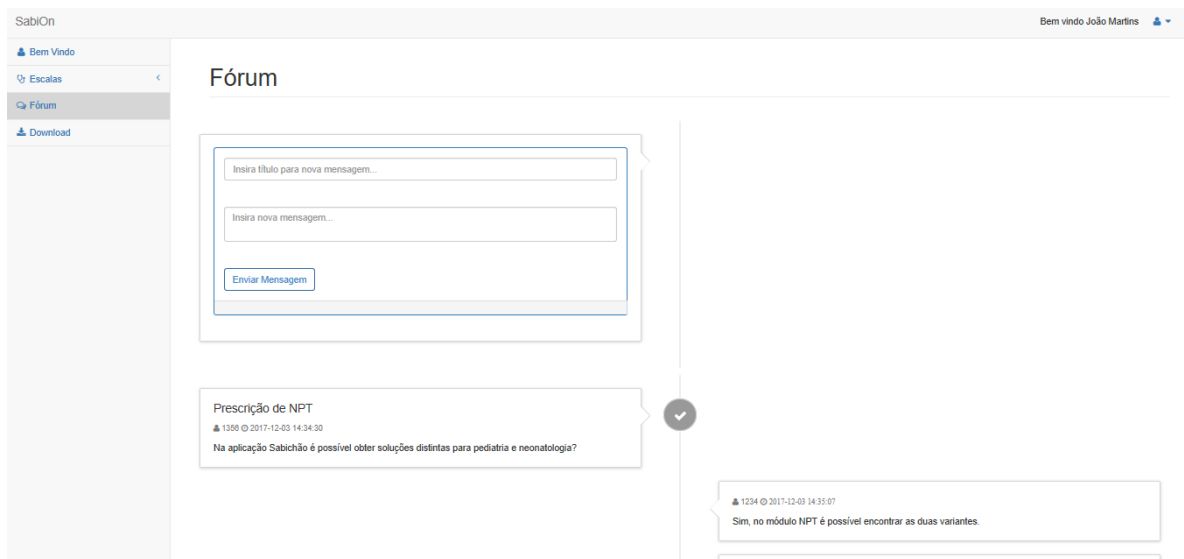 SabiOn
Bem vindo João Martins
Bem Vindo
Escalas
Fórum
Download
Fórum
Insira título para nova mensagem...
Insira nova mensagem...
Enviar Mensagem
Prescrição de NPT
1356 2017-12-03 14:34:30
Na aplicação Sabichão é possível obter soluções distintas para pediatria e neonatologia?
1234 2017-12-03 14:35:07
Sim, no módulo NPT é possível encontrar as duas variantes.